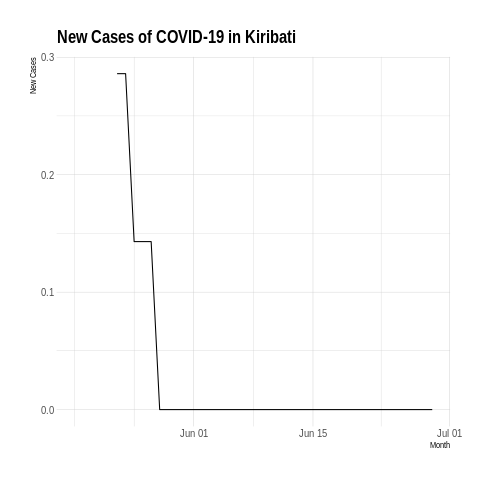 New Cases of COVID-19 in Kiribati
New Cases
0.3
0.2
0.1
0.0
Jun 01
Jun 15
Jul 01
Month